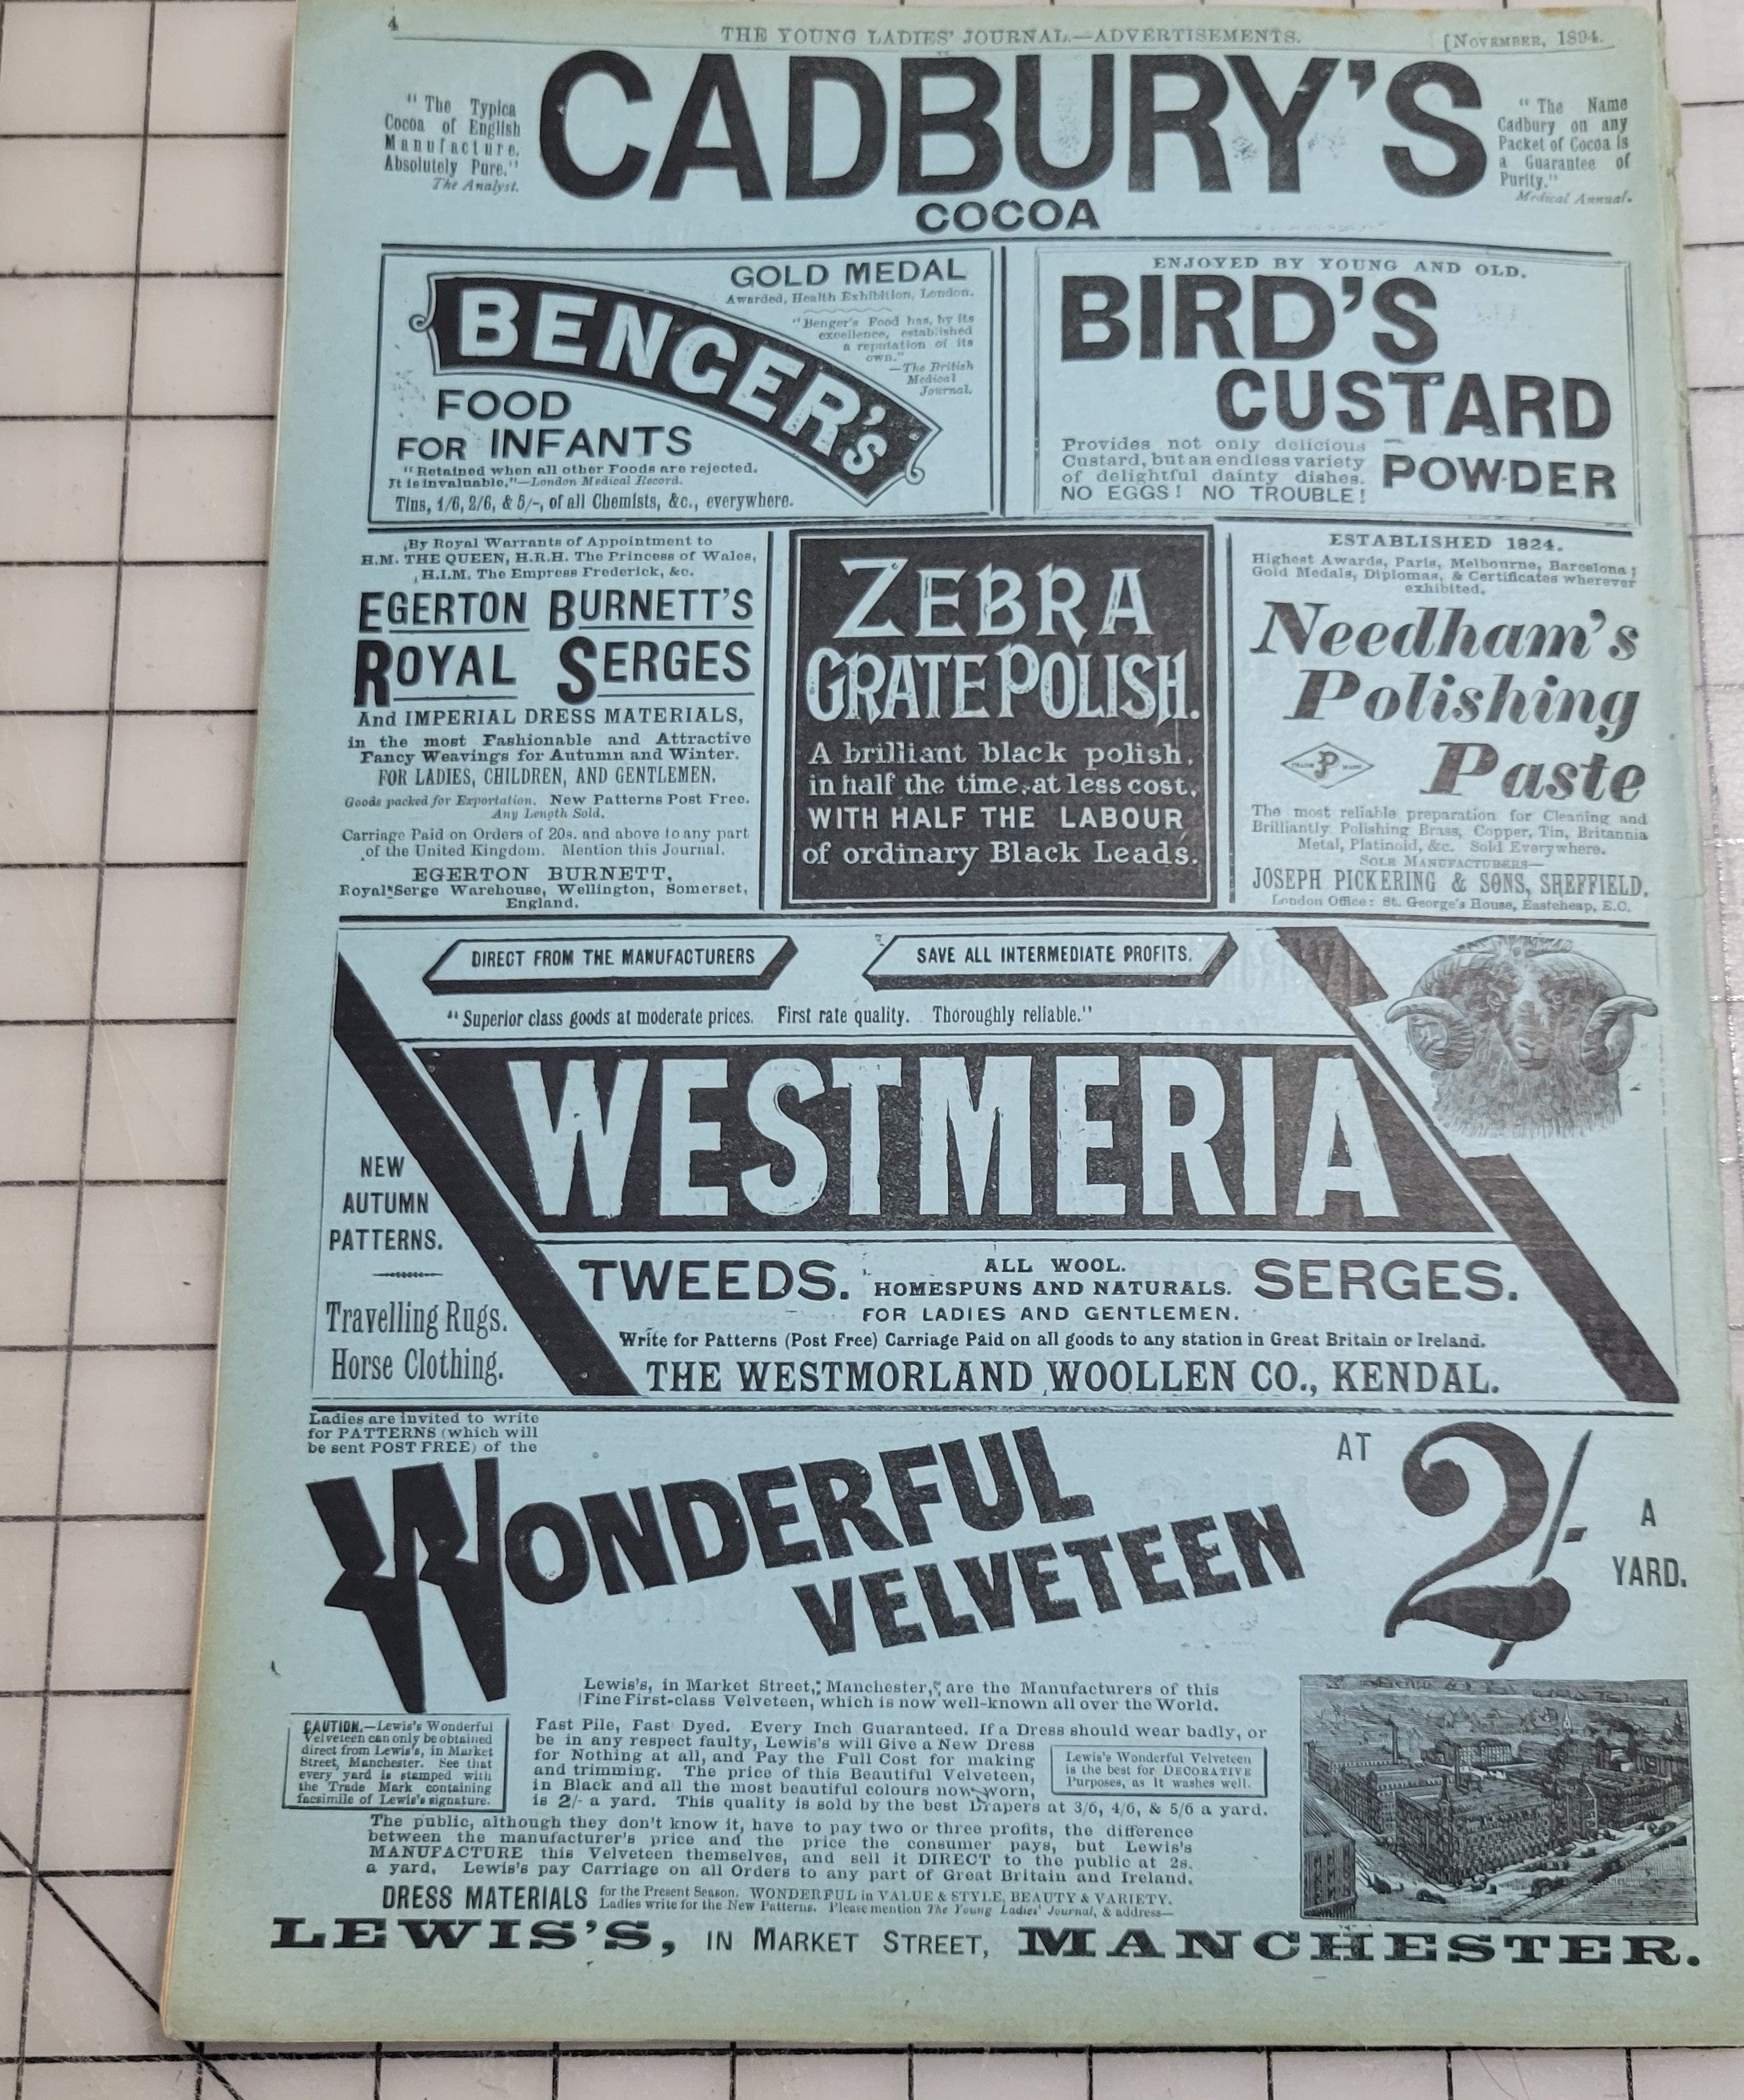 4
THE YOUNG LADIES' JOURNAL.—ADVERTISEMENTS.
[NOVEMBER, 1894.
"The Typica
Cocoa of English
Manufacture.
Absolutely Pure."
The Analyst.
CADBURY'S
COCOA
"The Name
Cadbury on any
Packet of Cocoa is
a Guarantee of
Purity."
Medical Annual.
BENGER's
GOLD MEDAL
Awarded, Health Exhibition, London.
"Benger's Food has, by its
excellence, established
a reputation of its
own."
—The British
Medical
Journal.
FOOD
FOR INFANTS
"Retained when all other Foods are rejected.
It is invaluable."—London Medical Record.
Tins, 1/6, 2/6, & 5/-, of all Chemists, &c., everywhere.
ENJOYED BY YOUNG AND OLD.
BIRD'S
CUSTARD
POWDER
Provides not only delicious
Custard, but an endless variety
of delightful dainty dishes.
NO EGGS! NO TROUBLE!
By Royal Warrants of Appointment to
H.M. THE QUEEN, H.R.H. The Princess of Wales,
H.I.M. The Empress Frederick, &c.
EGERTON BURNETT'S
ROYAL SERGES
And IMPERIAL DRESS MATERIALS,
in the most Fashionable and Attractive
Fancy Weavings for Autumn and Winter.
FOR LADIES, CHILDREN, AND GENTLEMEN.
Goods packed for Exportation. New Patterns Post Free.
Any Length Sold.
Carriage Paid on Orders of 20s. and above to any part
of the United Kingdom. Mention this Journal.
EGERTON BURNETT,
Royal Serge Warehouse, Wellington, Somerset,
England.
ZEBRA
GRATE POLISH.
A brilliant black polish,
in half the time, at less cost,
WITH HALF THE LABOUR
of ordinary Black Leads.
ESTABLISHED 1824.
Highest Awards, Paris, Melbourne, Barcelona;
Gold Medals, Diplomas, & Certificates wherever
exhibited.
Needham's
Polishing
Paste
TRADE P MARK
The most reliable preparation for Cleaning and
Brilliantly Polishing Brass, Copper, Tin, Britannia
Metal, Platinoid, &c. Sold Everywhere.
SOLE MANUFACTURERS—
JOSEPH PICKERING & SONS, SHEFFIELD.
London Office: St. George's House, Eastcheap, E.C.
DIRECT FROM THE MANUFACTURERS
SAVE ALL INTERMEDIATE PROFITS.
"Superior class goods at moderate prices. First rate quality. Thoroughly reliable."
WESTMERIA
NEW
AUTUMN
PATTERNS.
Travelling Rugs.
Horse Clothing.
TWEEDS.
ALL WOOL.
HOMESPUNS AND NATURALS.
FOR LADIES AND GENTLEMEN.
SERGES.
Write for Patterns (Post Free) Carriage Paid on all goods to any station in Great Britain or Ireland.
THE WESTMORLAND WOOLLEN CO., KENDAL.
Ladies are invited to write
for PATTERNS (which will
be sent POST FREE) of the
WONDERFUL
VELVETEEN
AT
2/-
A
YARD.
Lewis's, in Market Street, Manchester, are the Manufacturers of this
Fine First-class Velveteen, which is now well-known all over the World.
CAUTION.—Lewis's Wonderful
Velveteen can only be obtained
direct from Lewis's, in Market
Street, Manchester. See that
every yard is stamped with
the Trade Mark containing
facsimile of Lewis's signature.
Fast Pile, Fast Dyed. Every Inch Guaranteed. If a Dress should wear badly, or
be in any respect faulty, Lewis's will Give a New Dress
for Nothing at all, and Pay the Full Cost for making
and trimming. The price of this Beautiful Velveteen,
in Black and all the most beautiful colours now worn,
is 2/- a yard. This quality is sold by the best Drapers at 3/6, 4/6, & 5/6 a yard.
Lewis's Wonderful Velveteen
is the best for DECORATIVE
Purposes, as it washes well.
The public, although they don't know it, have to pay two or three profits, the difference
between the manufacturer's price and the price the consumer pays, but Lewis's
MANUFACTURE this Velveteen themselves, and sell it DIRECT to the public at 2s.
a yard. Lewis's pay Carriage on all Orders to any part of Great Britain and Ireland.
DRESS MATERIALS
for the Present Season. WONDERFUL in VALUE & STYLE, BEAUTY & VARIETY.
Ladies write for the New Patterns. Please mention The Young Ladies' Journal, & address—
LEWIS'S, IN MARKET STREET, MANCHESTER.